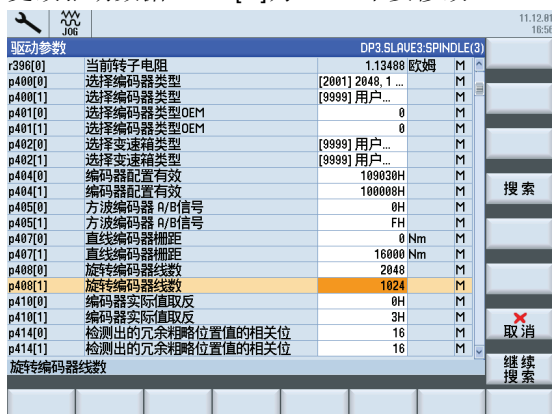 JOG
11.12.01
驱动参数 DP3.SLAVE3:SPINDLE(3)
r396[0] 当前转子电阻 1.13488 欧姆 M
p400[0] 选择编码器类型 [2001] 2048, 1 ... M
p400[1] 选择编码器类型 [9999] 用户... M
p401[0] 选择编码器类型OEM 0 M
p401[1] 选择编码器类型OEM 0 M
p402[0] 选择变速箱类型 [9999] 用户... M
p402[1] 选择变速箱类型 [9999] 用户... M
p404[0] 编码器配置有效 109030H M
p404[1] 编码器配置有效 100008H M
p405[0] 方波编码器 A/B信号 0H M
p405[1] 方波编码器 A/B信号 FH M
p407[0] 直线编码器栅距 0 Nm M
p407[1] 直线编码器栅距 16000 Nm M
p408[0] 旋转编码器线数 2048 M
p408[1] 旋转编码器线数 1024 M
p410[0] 编码器实际值取反 0H M
p410[1] 编码器实际值取反 3H M
p414[0] 检测出的冗余粗略位置值的相关位 16 M
p414[1] 检测出的冗余粗略位置值的相关位 16 M
旋转编码器线数
搜索
取消
继续
搜索